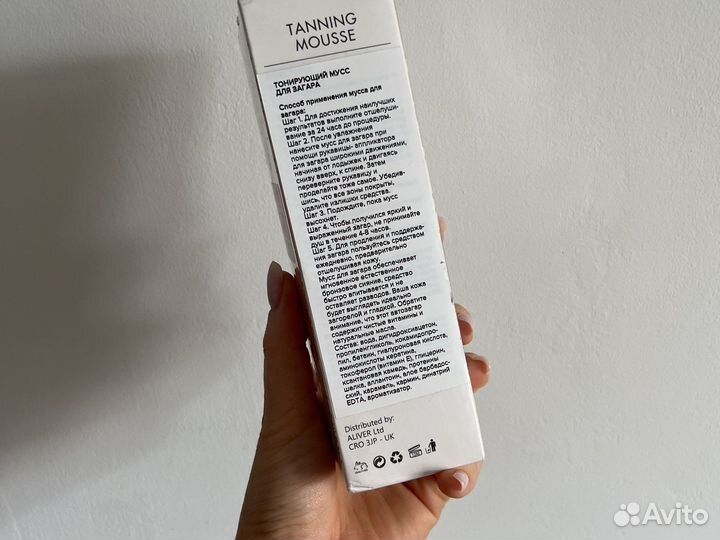 TANNING
MOUSSE
ТОНИРУЮЩИЙ МУСС
ДЛЯ ЗАГАРА
Способ применения мусса для
загара:
Шаг 1. Для достижения наилучших
результатов выполните отшелуши-
вание за 24 часа до процедуры.
Шаг 2. После увлажнения
нанесите мусс для загара при
помощи рукавицы- аппликатора
для загара широкими движениями,
начиная от лодыжек и двигаясь
снизу вверх, к спине. Затем
переверните рукавицу и
проделайте тоже самое. Убедив-
шись, что все зоны покрыты,
удалите излишки средства.
Шаг 3. Подождите, пока мусс
высохнет.
Шаг 4. Чтобы получился яркий и
выраженный загар, не принимайте
душ в течение 4-8 часов.
Шаг 5. Для продления и поддержа-
ния загара пользуйтесь средством
ежедневно, предварительно
отшелушивая кожу.
Мусс для загара обеспечивает
мгновенное естественное
бронзовое сияние, средство
быстро впитывается и не
оставляет разводов. Ваша кожа
будет выглядеть идеально
загорелой и гладкой. Обратите
внимание, что этот автозагар
содержит чистые витамины и
натуральные масла.
Состав: вода, дигидроксиацетон,
пропиленгликоль, кокамидопро-
пил, бетаин, гиалуроновая кислота,
аминокислоты кератина,
токоферол (витамин Е), глицерин,
ксантановая камедь, протеины
шелка, аллантоин, алое барбадос-
ский, карамель, кармин, динатрий
EDTA, ароматизатор.
Distributed by:
ALIVER Ltd
CRO 3JP - UK
Avito